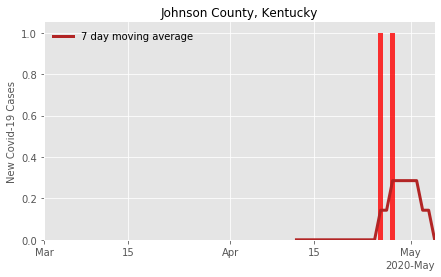 Johnson County, Kentucky
7 day moving average
New Covid-19 Cases
1.0
0.8
0.6
0.4
0.2
0.0
Mar 15 Apr 15 May
2020-May